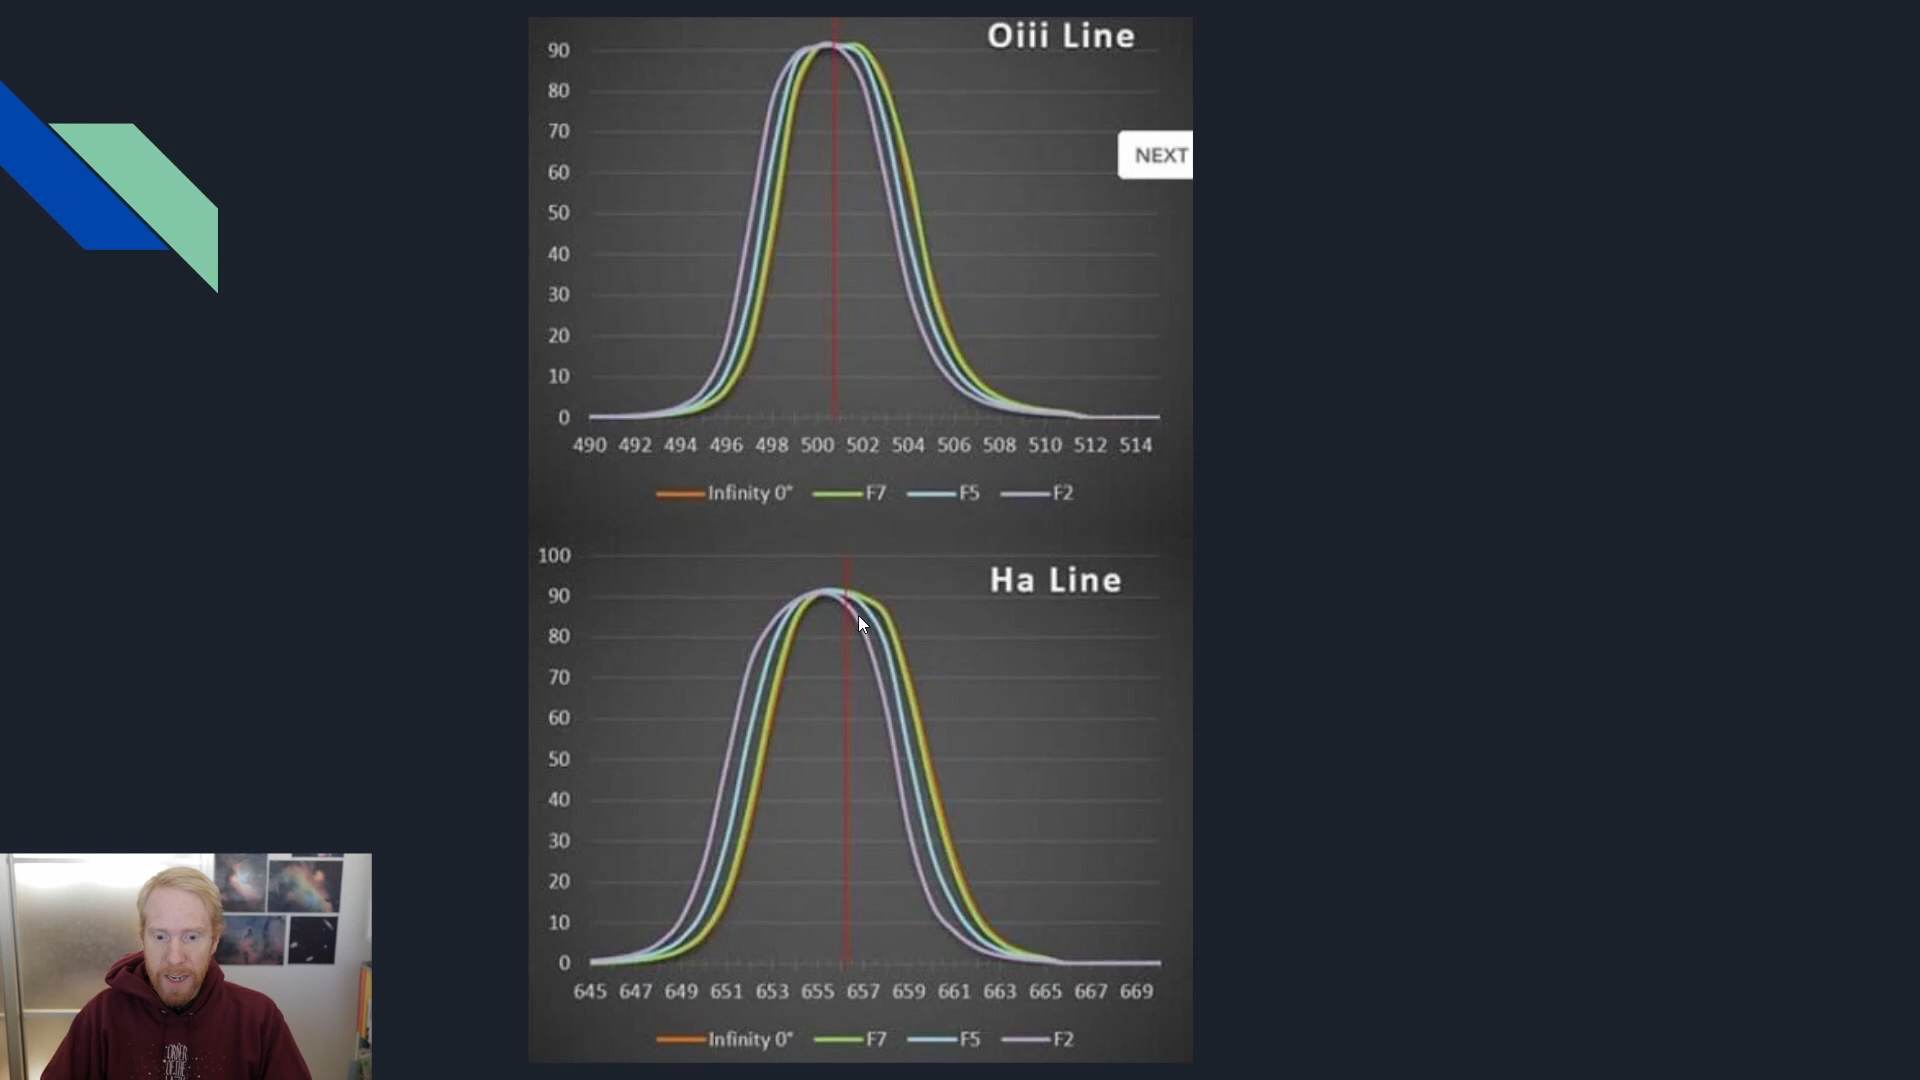 Oiii Line
90
80
70
60
50
40
30
20
10
0
490 492 494 496 498 500 502 504 506 508 510 512 514
Infinity 0° F7 F5 F2
NEXT
Ha Line
100
90
80
70
60
50
40
30
20
10
0
645 647 649 651 653 655 657 659 661 663 665 667 669
Infinity 0° F7 F5 F2
OF THE